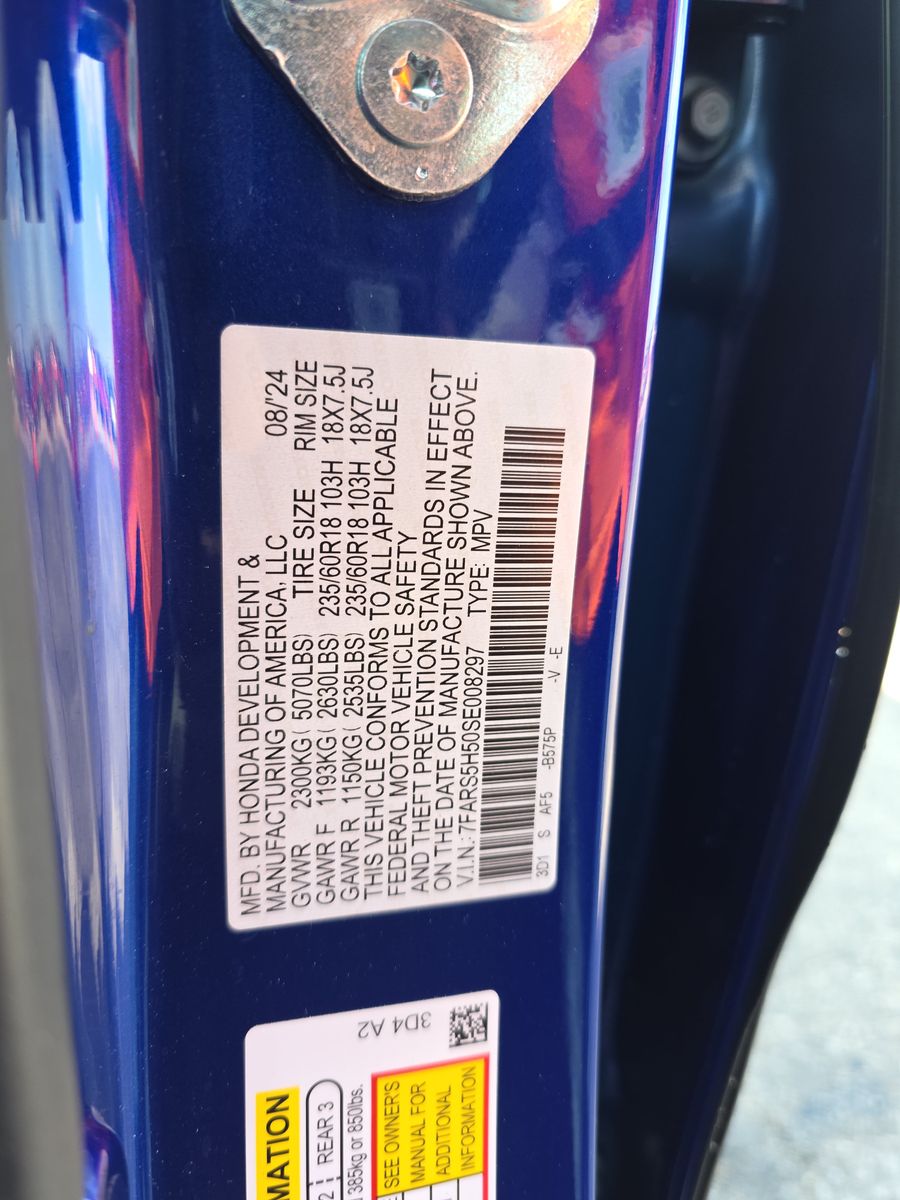 MFD. BY HONDA DEVELOPMENT &
MANUFACTURING OF AMERICA, LLC 08/'24
GVWR 2300KG ( 5070LBS) TIRE SIZE RIM SIZE
GAWR F 1193KG ( 2630LBS) 235/60R18 103H 18X7.5J
GAWR R 1150KG ( 2535LBS) 235/60R18 103H 18X7.5J
THIS VEHICLE CONFORMS TO ALL APPLICABLE
FEDERAL MOTOR VEHICLE SAFETY
AND THEFT PREVENTION STANDARDS IN EFFECT
ON THE DATE OF MANUFACTURE SHOWN ABOVE.
V.I.N.: 7FARS5H50SE008297 TYPE: MPV
3D1 S AF5 -B575P -V -E
3D4 A2
MATION
2 REAR 3
385kg or 850lbs.
SEE OWNER'S
MANUAL FOR
ADDITIONAL
INFORMATION